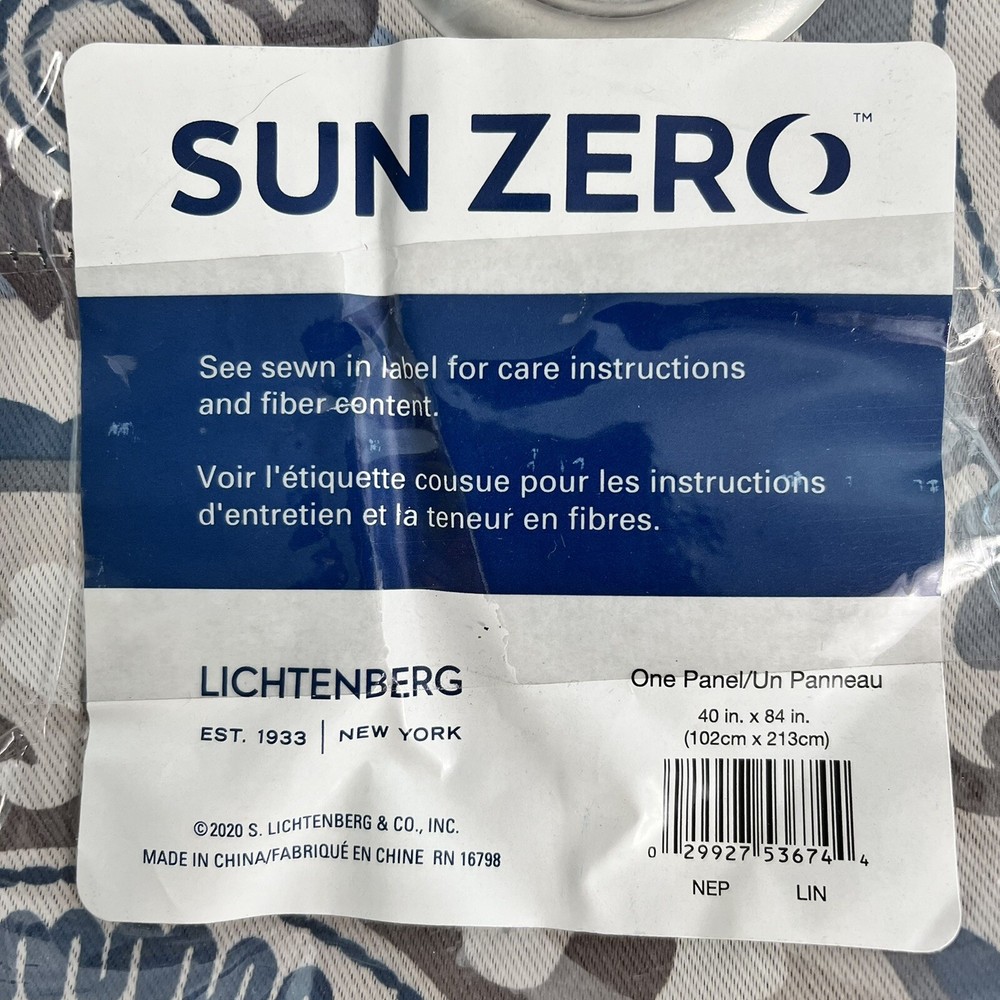 SUN ZERO™
See sewn in label for care instructions
and fiber content.
Voir l'étiquette cousue pour les instructions
d'entretien et la teneur en fibres.
LICHTENBERG
EST. 1933 | NEW YORK
©2020 S. LICHTENBERG & CO., INC.
MADE IN CHINA/FABRIQUÉ EN CHINE RN 16798
One Panel/Un Panneau
40 in. x 84 in.
(102cm x 213cm)
0 29927 53674 4
NEP LIN